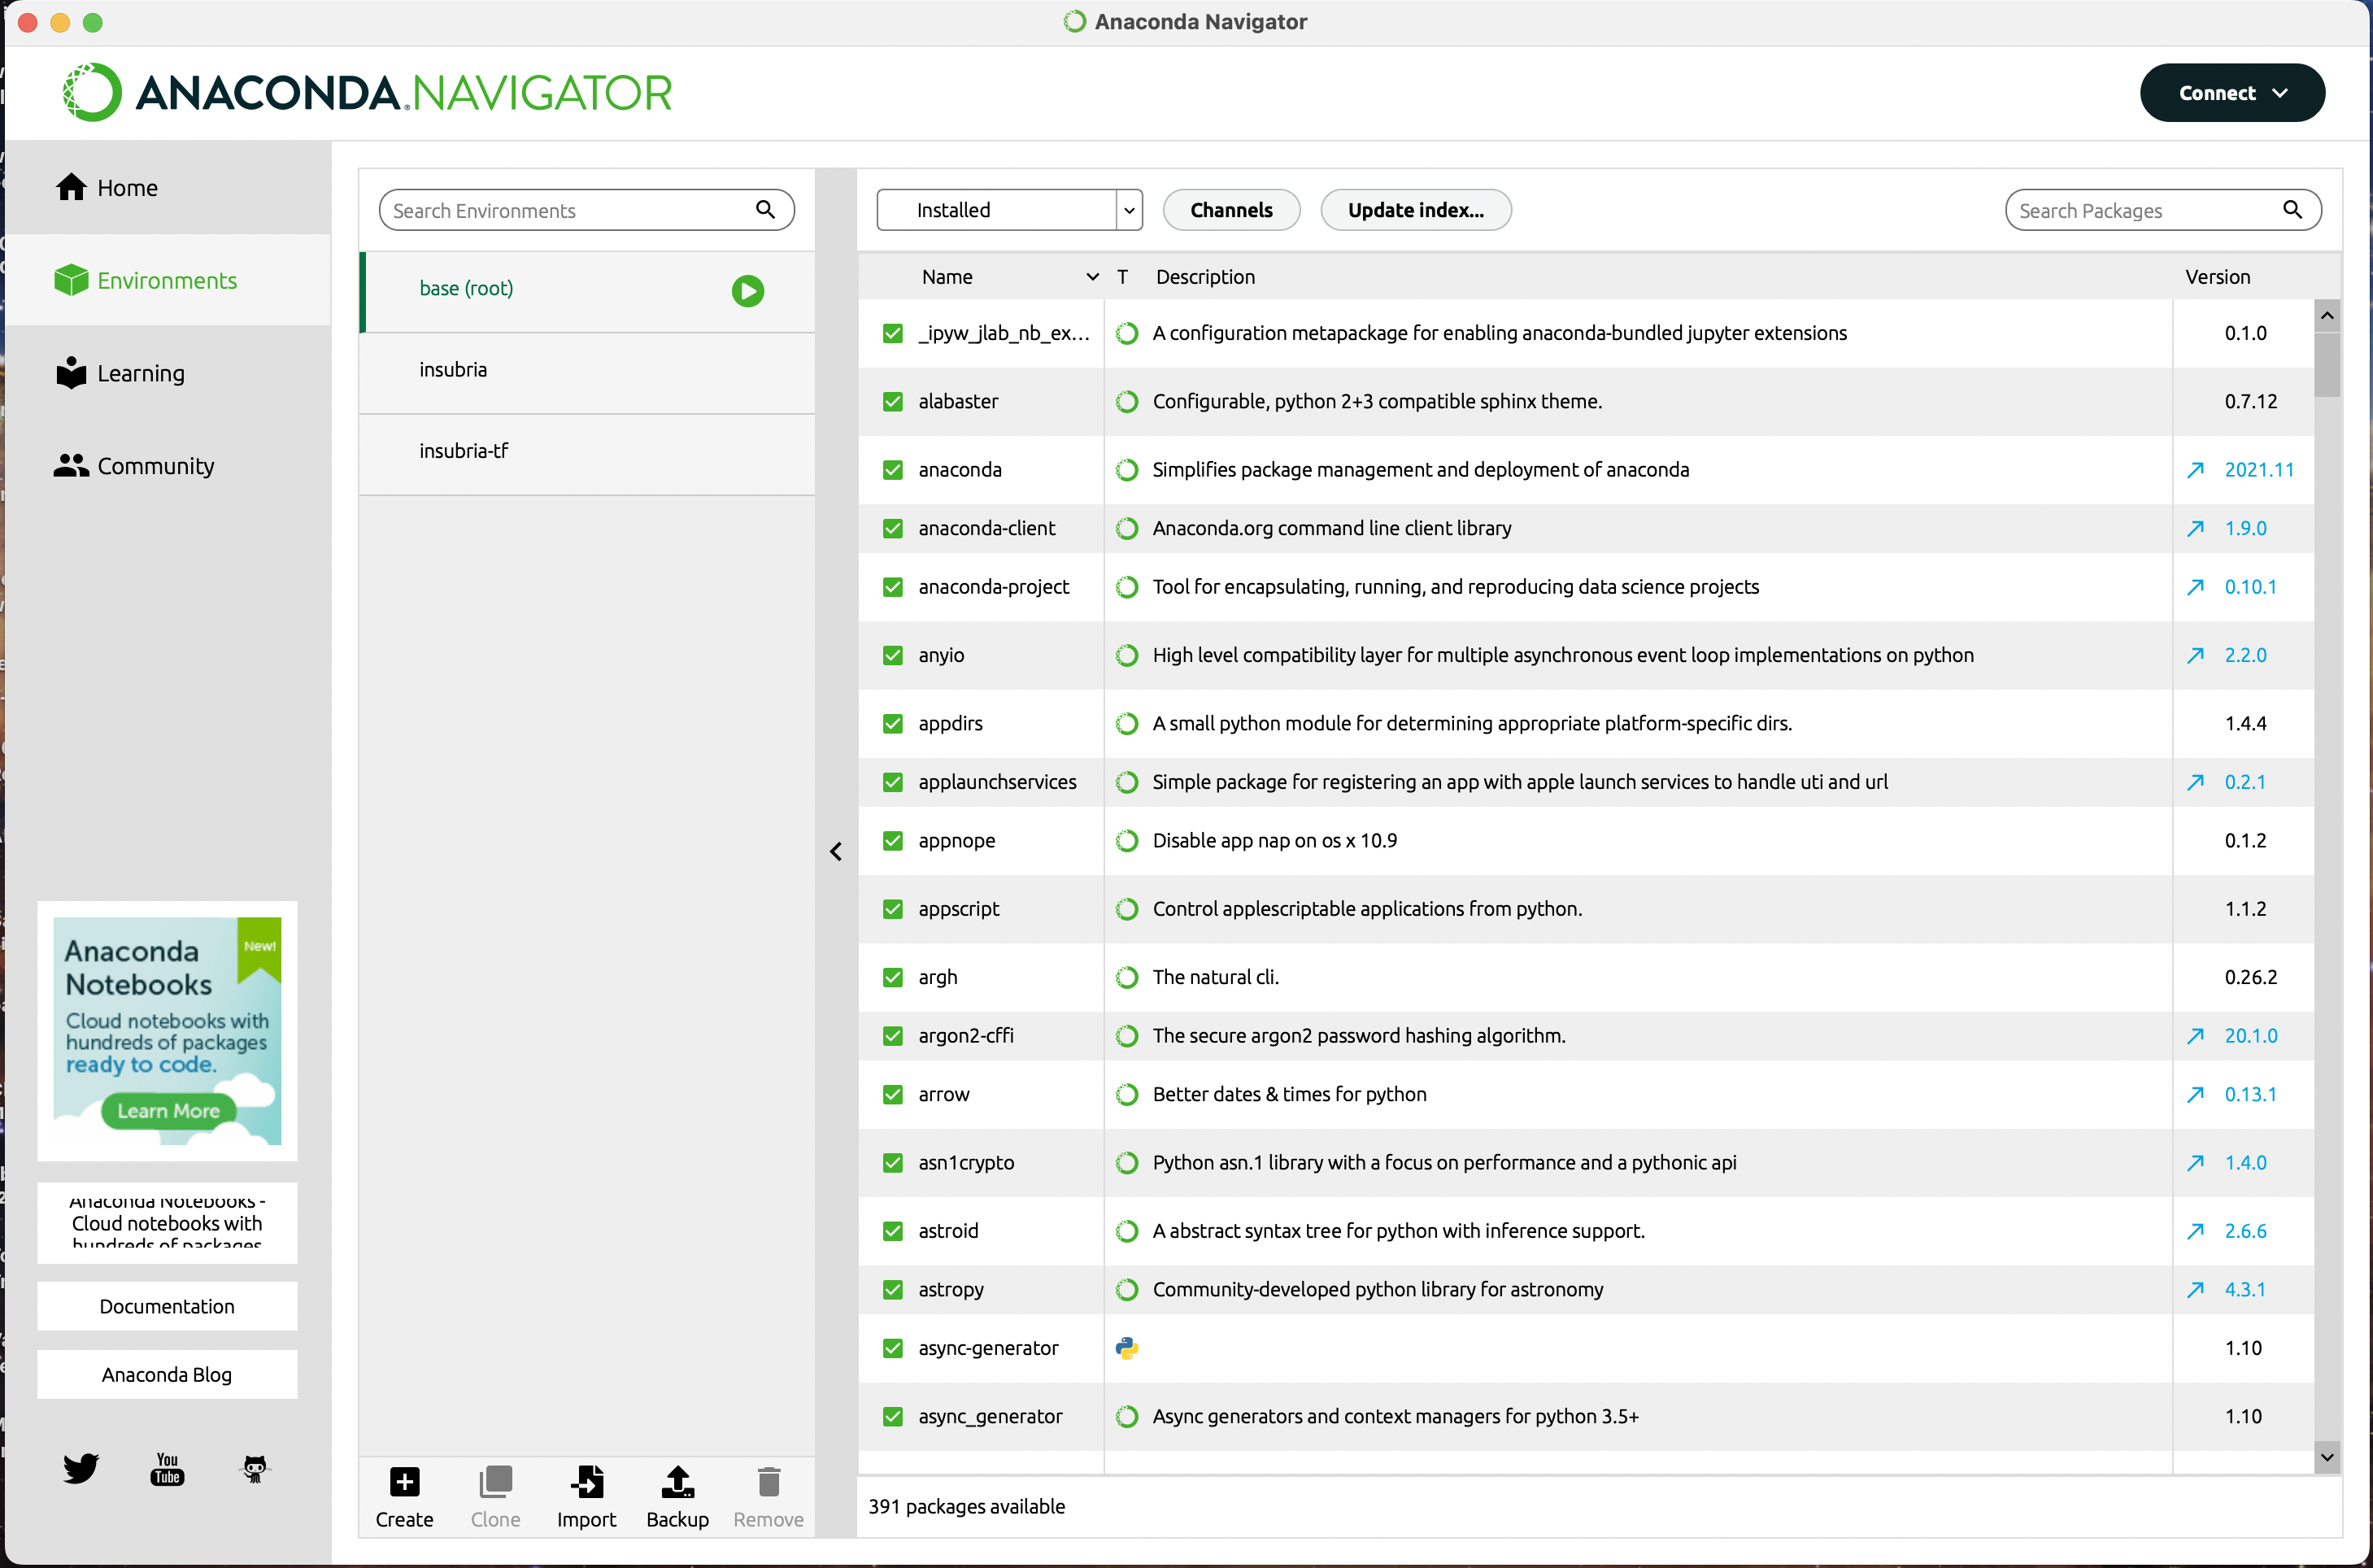 Anaconda Navigator
ANACONDA.NAVIGATOR
Connect
Home
Environments
Learning
Community
Anaconda
Notebooks
New!
Cloud notebooks with
hundreds of packages
ready to code.
Learn More
Anaconda Notebooks -
Cloud notebooks with
hundreds of packages
Documentation
Anaconda Blog
You
Tube
Search Environments
base (root)
insubria
insubria-tf
Create
Clone
Import
Backup
Remove
Installed
Channels
Update index...
Search Packages
Name T Description Version
_ipyw_jlab_nb_ex... A configuration metapackage for enabling anaconda-bundled jupyter extensions 0.1.0
alabaster Configurable, python 2+3 compatible sphinx theme. 0.7.12
anaconda Simplifies package management and deployment of anaconda 2021.11
anaconda-client Anaconda.org command line client library 1.9.0
anaconda-project Tool for encapsulating, running, and reproducing data science projects 0.10.1
anyio High level compatibility layer for multiple asynchronous event loop implementations on python 2.2.0
appdirs A small python module for determining appropriate platform-specific dirs. 1.4.4
applaunchservices Simple package for registering an app with apple launch services to handle uti and url 0.2.1
appnope Disable app nap on os x 10.9 0.1.2
appscript Control applescriptable applications from python. 1.1.2
argh The natural cli. 0.26.2
argon2-cffi The secure argon2 password hashing algorithm. 20.1.0
arrow Better dates & times for python 0.13.1
asn1crypto Python asn.1 library with a focus on performance and a pythonic api 1.4.0
astroid A abstract syntax tree for python with inference support. 2.6.6
astropy Community-developed python library for astronomy 4.3.1
async-generator 1.10
async_generator Async generators and context managers for python 3.5+ 1.10
391 packages available